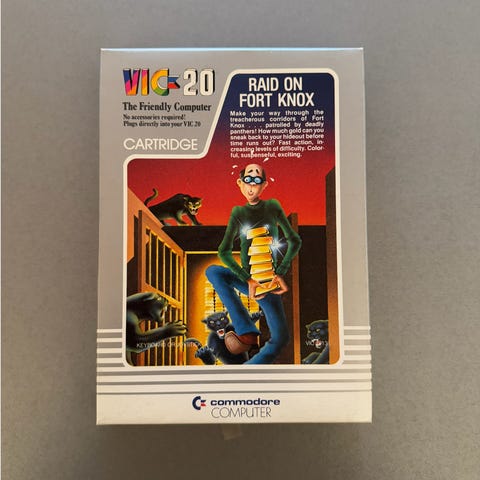 VIC 20
The Friendly Computer
No accessories required!
Plugs directly into your VIC 20
CARTRIDGE
RAID ON
FORT KNOX
Make your way through the
treacherous corridors of Fort
Knox . . . patrolled by deadly
panthers! How much gold can you
sneak back to your hideout before
time runs out? Fast action, in-
creasing levels of difficulty. Color-
ful, suspenseful, exciting.
KEYBOARD OR
VIC
commodore
COMPUTER